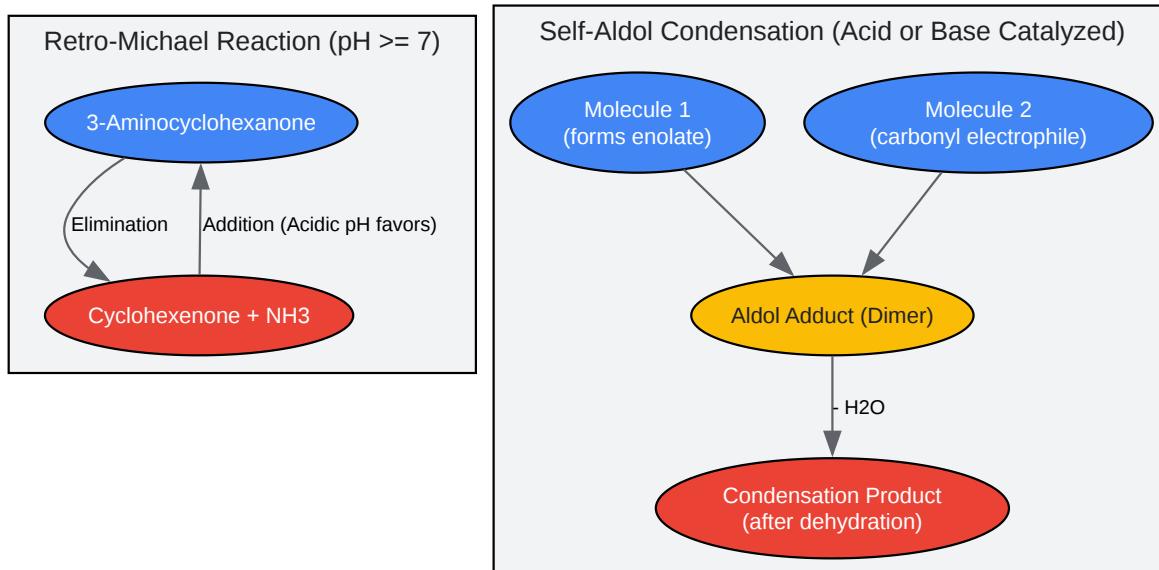 Retro-Michael Reaction (pH >= 7)
3-Aminocyclohexanone
Elimination
Addition (Acidic pH favors)
Cyclohexenone + NH3
Self-Aldol Condensation (Acid or Base Catalyzed)
Molecule 1
(forms enolate)
Molecule 2
(carbonyl electrophile)
Aldol Adduct (Dimer)
- H2O
Condensation Product
(after dehydration)